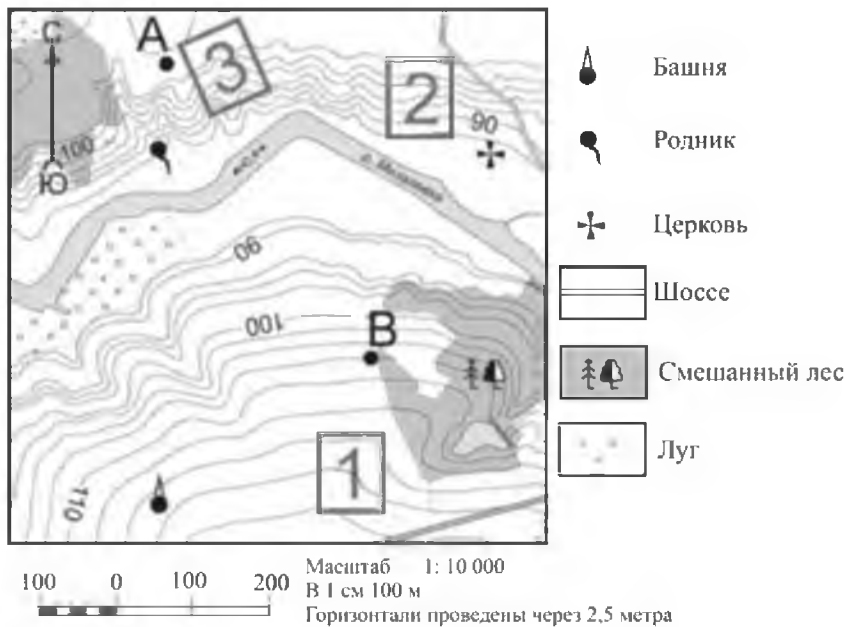 С
А
3
2
100
Ю
90
90
100
В
1
110
Башня
Родник
Церковь
Шоссе
Смешанный лес
Луг
100 0 100 200
Масштаб 1: 10 000
В 1 см 100 м
Горизонтали проведены через 2,5 метра